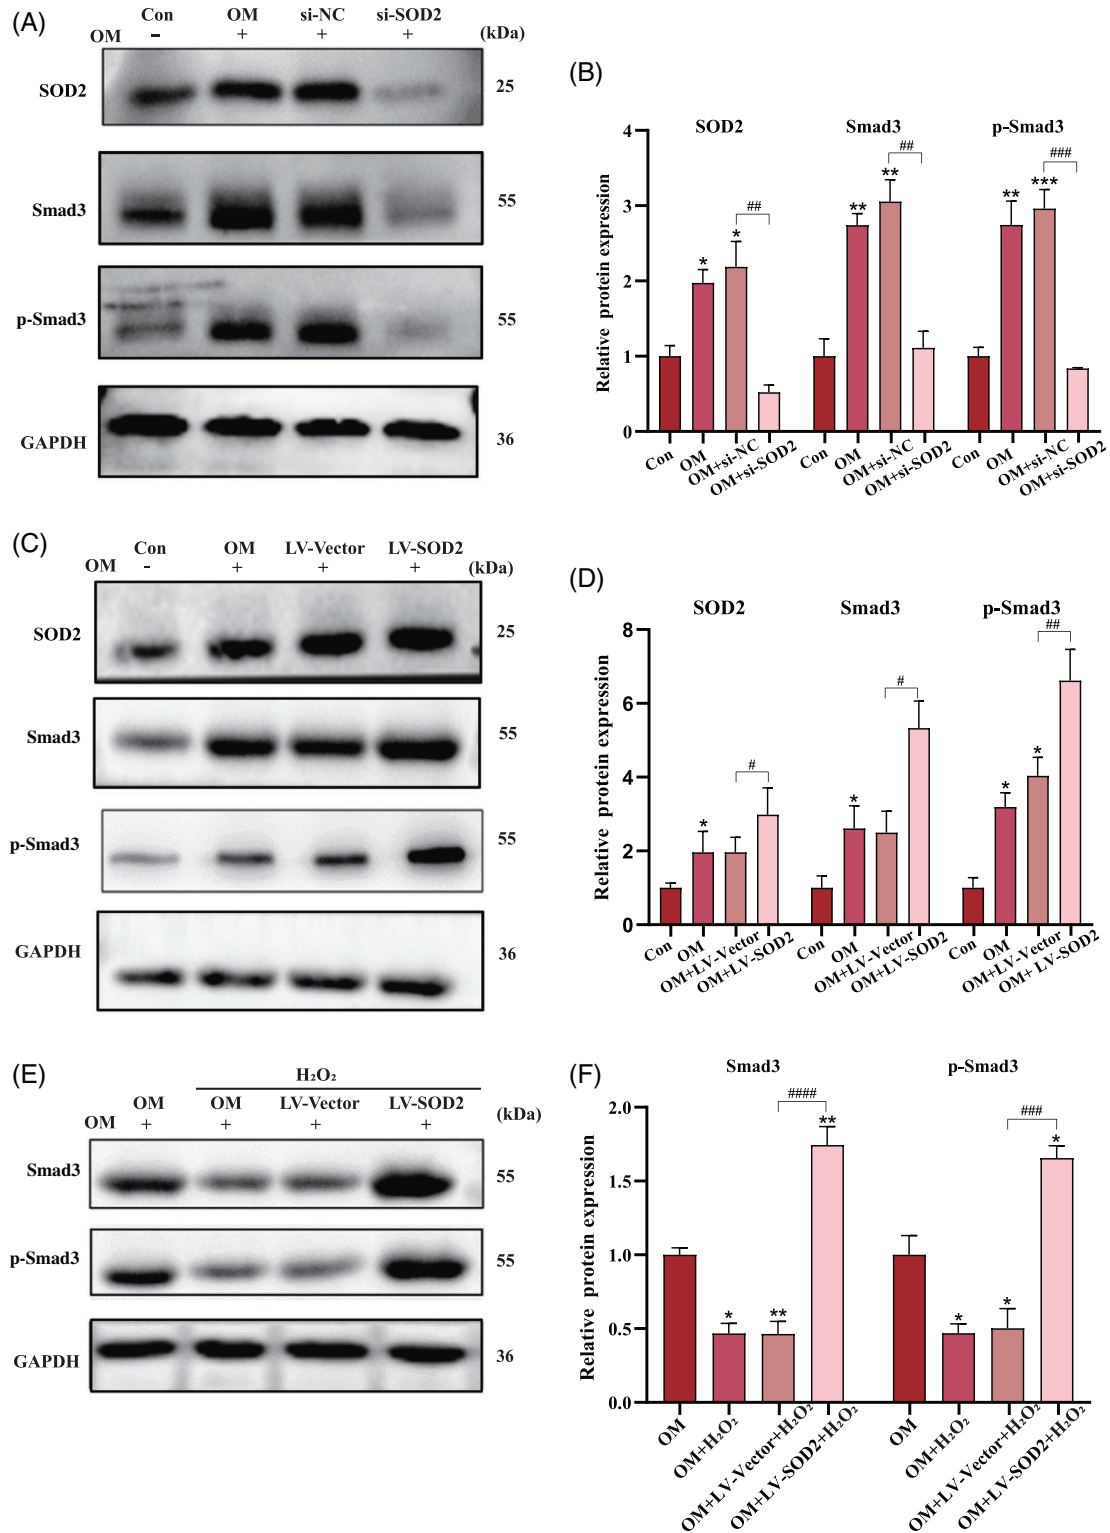 (A)
Con OM si-NC si-SOD2
OM - + + + (kDa)
SOD2 25
Smad3 55
p-Smad3 55
GAPDH 36
(B)
SOD2 Smad3 p-Smad3
Relative protein expression
4
3
2
1
0
* * ##
** ** ##
** *** ###
Con OM OM+si-NC OM+si-SOD2
Con OM OM+si-NC OM+si-SOD2
Con OM OM+si-NC OM+si-SOD2
(C)
Con OM LV-Vector LV-SOD2
OM - + + + (kDa)
SOD2 25
Smad3 55
p-Smad3 55
GAPDH 36
(D)
SOD2 Smad3 p-Smad3
Relative protein expression
8
6
4
2
0
* #
* #
* * ##
Con OM OM+LV-Vector OM+LV-SOD2
Con OM OM+LV-Vector OM+LV-SOD2
Con OM OM+LV-Vector OM+ LV-SOD2
(E)
H₂O₂
OM OM LV-Vector LV-SOD2
OM + + + + (kDa)
Smad3 55
p-Smad3 55
GAPDH 36
(F)
Smad3 p-Smad3
Relative protein expression
2.0
1.5
1.0
0.5
0.0
* ** #### **
* * ### *
OM OM+H₂O₂ OM+LV-Vector+H₂O₂ OM+LV-SOD2+H₂O₂
OM OM+H₂O₂ OM+LV-Vector+H₂O₂ OM+LV-SOD2+H₂O₂